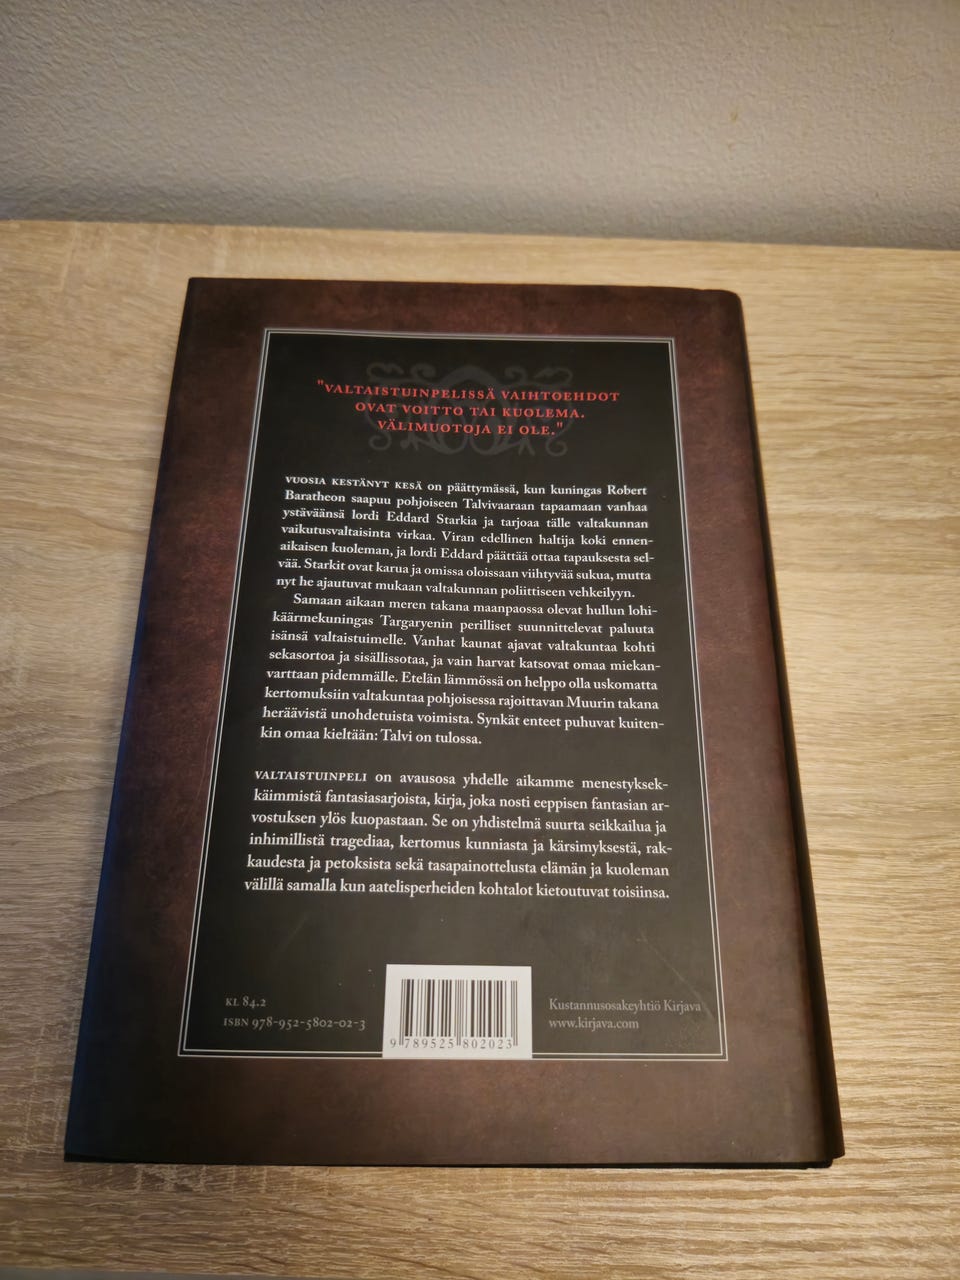 "VALTAISTUINPELISSÄ VAIHTOEHDOT
OVAT VOITTO TAI KUOLEMA.
VÄLIMUOTOJA EI OLE."
VUOSIA KESTÄNYT KESÄ on päättymässä, kun kuningas Robert
Baratheon saapuu pohjoiseen Talvivaaraan tapaamaan vanhaa
ystäväänsä lordi Eddard Starkia ja tarjoaa tälle valtakunnan
vaikutusvaltaisinta virkaa. Viran edellinen haltija koki ennen-
aikaisen kuoleman, ja lordi Eddard päättää ottaa tapauksesta sel-
vää. Starkit ovat karua ja omissa oloissaan viihtyvää sukua, mutta
nyt he ajautuvat mukaan valtakunnan poliittiseen vehkeilyyn.
Samaan aikaan meren takana maanpaossa olevat hullun lohi-
käärmekuningas Targaryenin perilliset suunnittelevat paluuta
isänsä valtaistuimelle. Vanhat kaunat ajavat valtakuntaa kohti
sekasortoa ja sisällissotaa, ja vain harvat katsovat omaa miekan-
varttaan pidemmälle. Etelän lämmössä on helppo olla uskomatta
kertomuksiin valtakuntaa pohjoisessa rajoittavan Muurin takana
heräävistä unohdetuista voimista. Synkät enteet puhuvat kuiten-
kin omaa kieltään: Talvi on tulossa.
VALTAISTUINPELI on avausosa yhdelle aikamme menestyksek-
käimmistä fantasiasarjoista, kirja, joka nosti eeppisen fantasian ar-
vostuksen ylös kuopastaan. Se on yhdistelmä suurta seikkailua ja
inhimillistä tragediaa, kertomus kunniasta ja kärsimyksestä, rak-
kaudesta ja petoksista sekä tasapainottelusta elämän ja kuoleman
välillä samalla kun aatelisperheiden kohtalot kietoutuvat toisiinsa.
KL 84.2
ISBN 978-952-5802-02-3
9 789525 802023
Kustannusosakeyhtiö Kirjava
www.kirjava.com